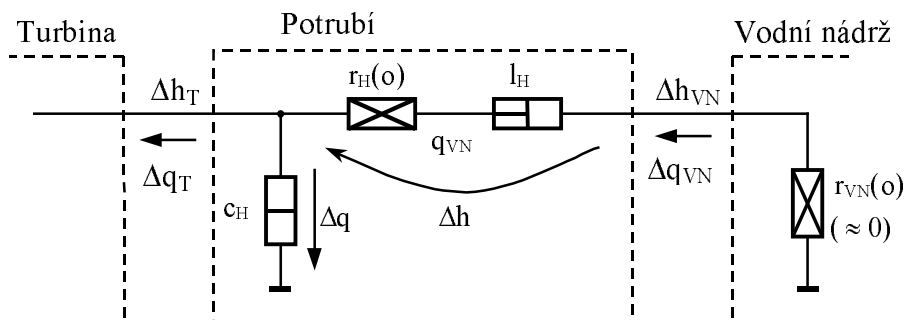 Turbina
Potrubí
Vodní nádrž
r_H(o)
l_H
Δh_T
Δh_VN
q_VN
Δq_T
Δq_VN
c_H
Δq
Δh
r_VN(o)
( ≈ 0)